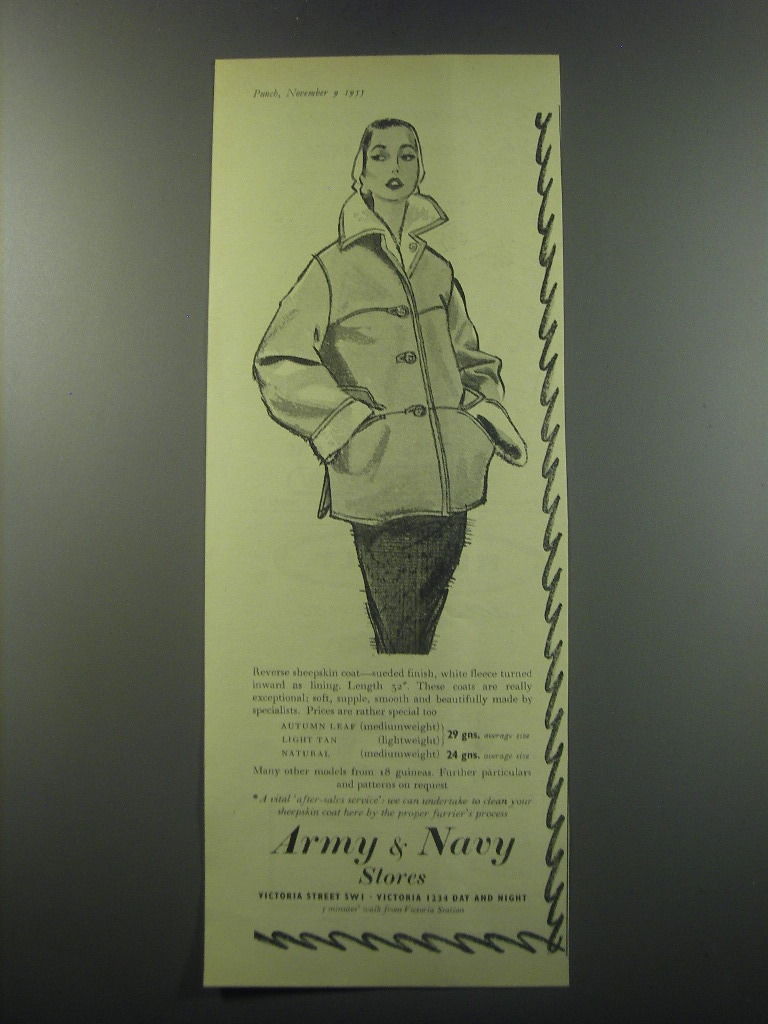 Punch, November 9 1955
Reverse sheepskin coat—sueded finish, white fleece turned
inward as lining. Length 32". These coats are really
exceptional; soft, supple, smooth and beautifully made by
specialists. Prices are rather special too
AUTUMN LEAF (mediumweight)
LIGHT TAN (lightweight) } 29 gns. average size
NATURAL (mediumweight) 24 gns. average size
Many other models from 18 guineas. Further particulars
and patterns on request
*A vital 'after-sales service': we can undertake to clean your
sheepskin coat here by the proper furrier's process
Army & Navy
Stores
VICTORIA STREET SW1 · VICTORIA 1234 DAY AND NIGHT
minutes' walk from Victoria Station